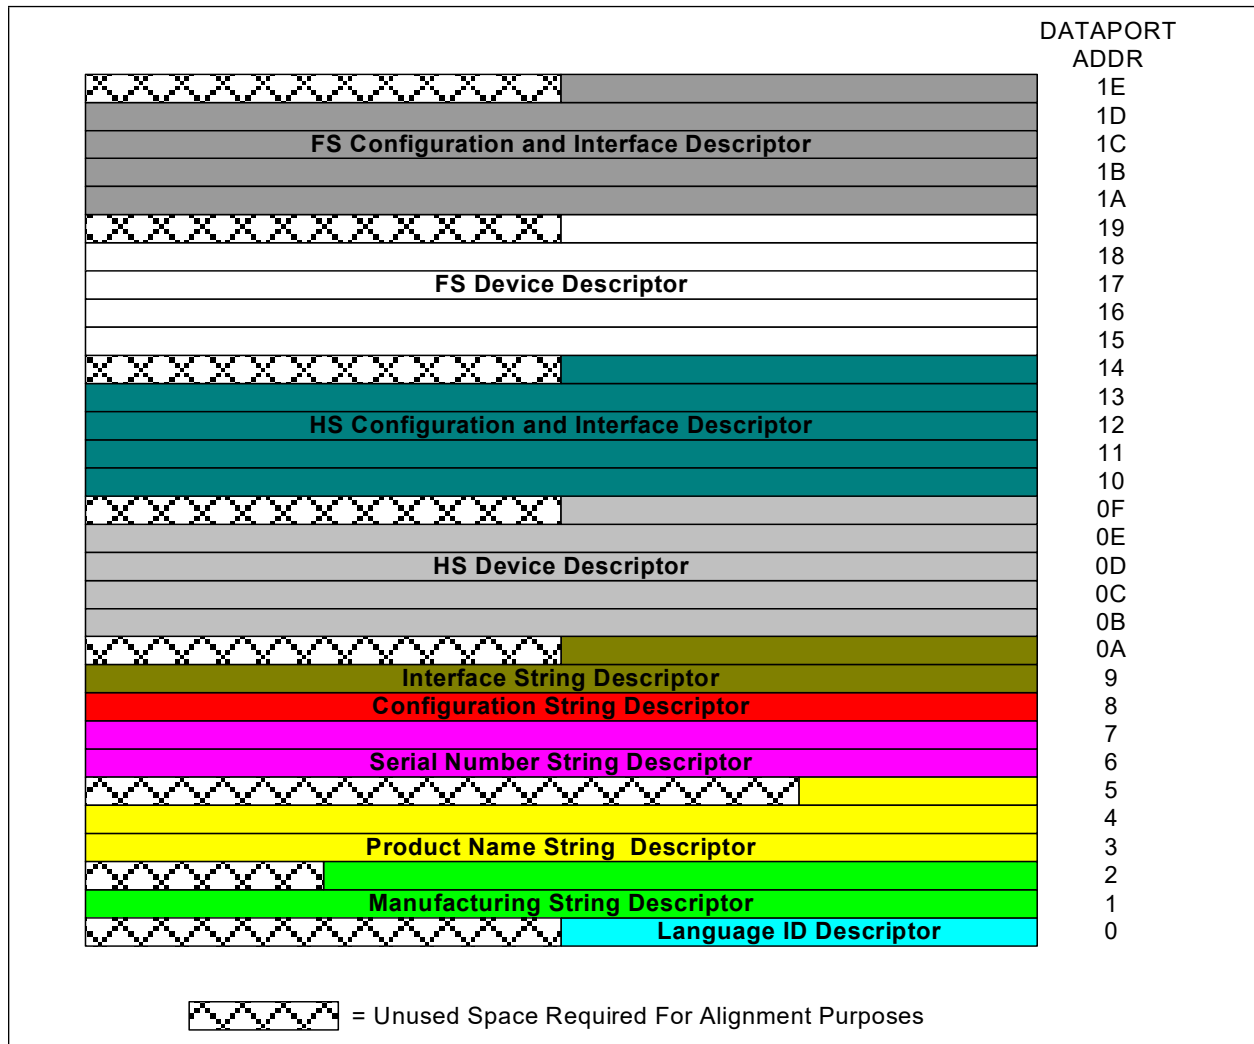 DATAPORT
ADDR
1E
1D
FS Configuration and Interface Descriptor 1C
1B
1A
19
18
FS Device Descriptor 17
16
15
14
13
HS Configuration and Interface Descriptor 12
11
10
0F
0E
HS Device Descriptor 0D
0C
0B
0A
Interface String Descriptor 9
Configuration String Descriptor 8
7
Serial Number String Descriptor 6
5
4
Product Name String Descriptor 3
2
Manufacturing String Descriptor 1
Language ID Descriptor 0
= Unused Space Required For Alignment Purposes